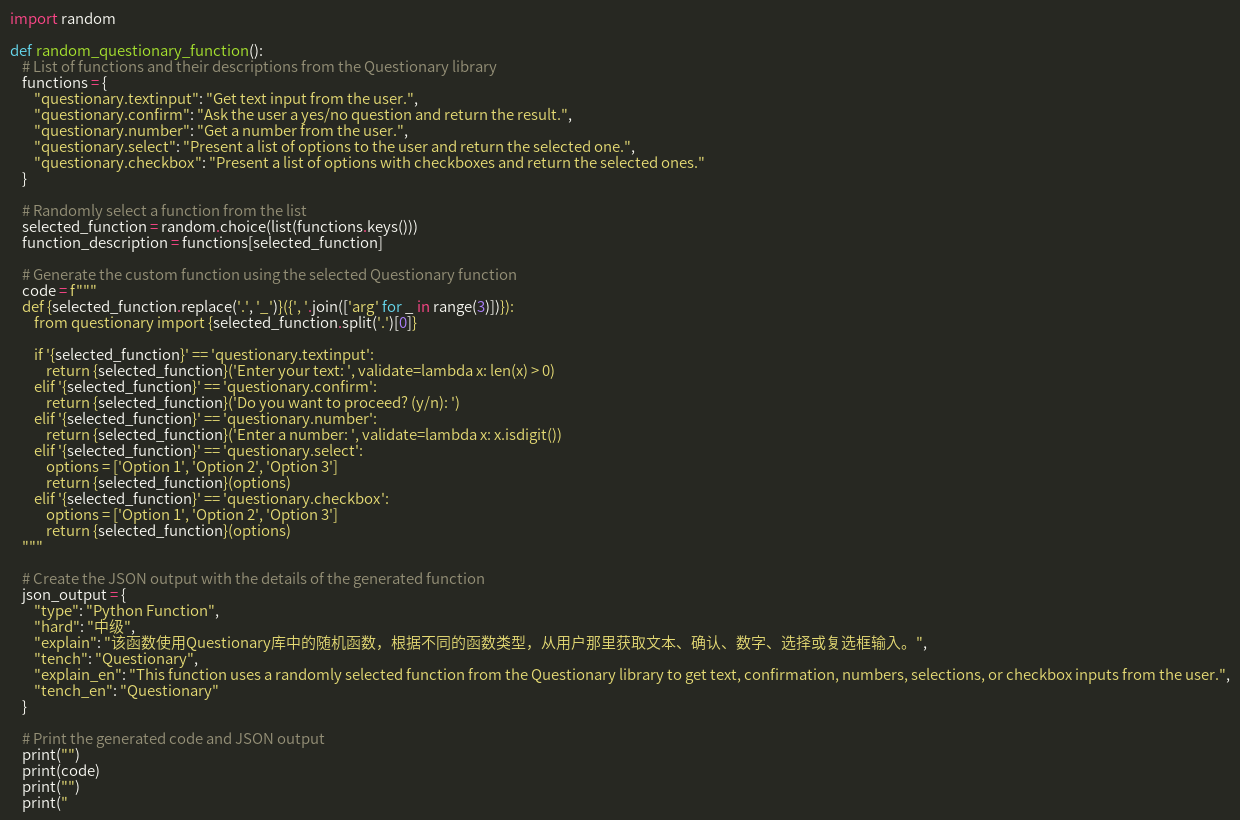 import random
def random_questionary_function():
# List of functions and their descriptions from the Questionary library
functions = {
"questionary.textinput": "Get text input from the user.",
"questionary.confirm": "Ask the user a yes/no question and return the result.",
"questionary.number": "Get a number from the user.",
"questionary.select": "Present a list of options to the user and return the selected one.",
"questionary.checkbox": "Present a list of options with checkboxes and return the selected ones."
}
# Randomly select a function from the list
selected_function = random.choice(list(functions.keys()))
function_description = functions[selected_function]
# Generate the custom function using the selected Questionary function
code = f"""
def {selected_function.replace('.', '_')}({', '.join(['arg' for _ in range(3)])}):
from questionary import {selected_function.split('.')[0]}
if '{selected_function}' == 'questionary.textinput':
return {selected_function}('Enter your text: ', validate=lambda x: len(x) > 0)
elif '{selected_function}' == 'questionary.confirm':
return {selected_function}('Do you want to proceed? (y/n): ')
elif '{selected_function}' == 'questionary.number':
return {selected_function}('Enter a number: ', validate=lambda x: x.isdigit())
elif '{selected_function}' == 'questionary.select':
options = ['Option 1', 'Option 2', 'Option 3']
return {selected_function}(options)
elif '{selected_function}' == 'questionary.checkbox':
options = ['Option 1', 'Option 2', 'Option 3']
return {selected_function}(options)
"""
# Create the JSON output with the details of the generated function
json_output = {
"type": "Python Function",
"hard": "中级",
"explain": "该函数使用Questionary库中的随机函数，根据不同的函数类型，从用户那里获取文本、确认、数字、选择或复选框输入。",
"tench": "Questionary",
"explain_en": "This function uses a randomly selected function from the Questionary library to get text, confirmation, numbers, selections, or checkbox inputs from the user.",
"tench_en": "Questionary"
}
# Print the generated code and JSON output
print("")
print(code)
print("")
print("